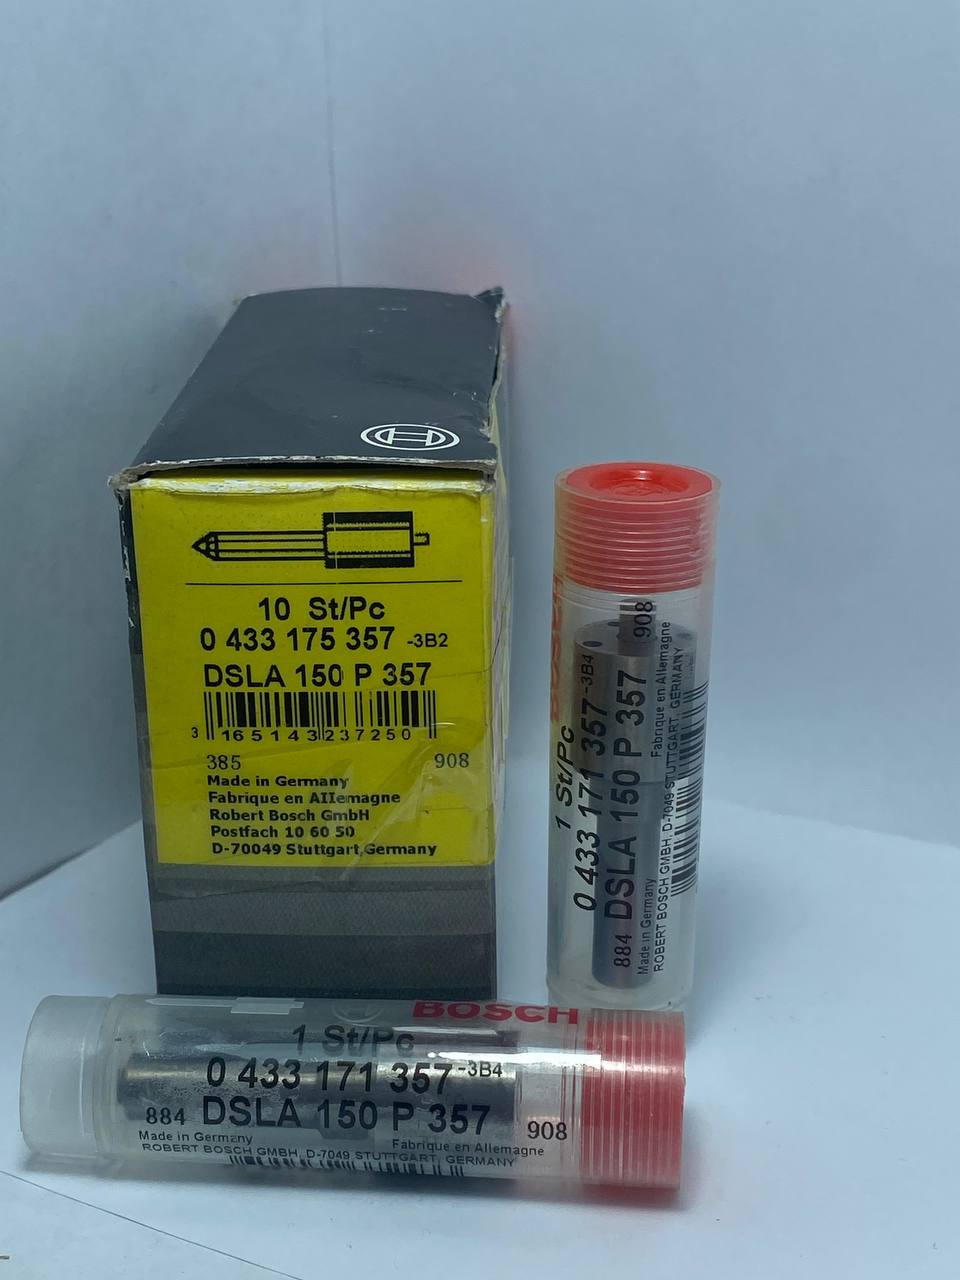 10 St/Pc
0 433 175 357 -3B2
DSLA 150 P 357
3 165143 237250
385 908
Made in Germany
Fabrique en AIIemagne
Robert Bosch GmbH
Postfach 10 60 50
D-70049 Stuttgart,Germany
BOSCH
1 St/Pc
0 433 171 357 -3B4
884 DSLA 150 P 357 908
Made in Germany Fabrique en Allemagne
ROBERT BOSCH GMBH, D-7049 STUTTGART, GERMANY
BOSCH
1 St/Pc
0 433 171 357 -3B4
884 DSLA 150 P 357 908
Made in Germany Fabrique en Allemagne
ROBERT BOSCH GMBH, D-7049 STUTTGART, GERMANY